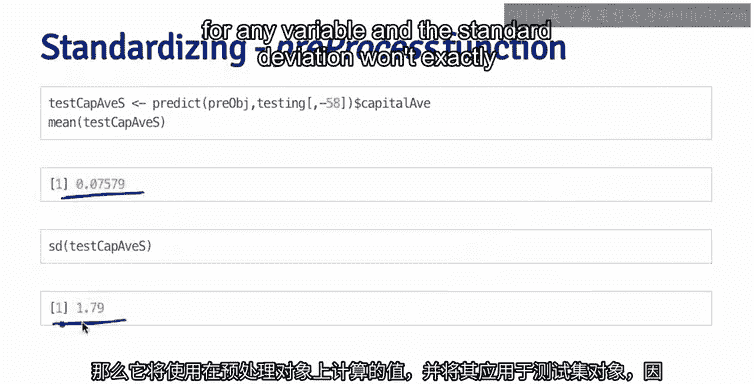 for any variable and the standard
deviation won't exactly
Standardizing - preProcess function
testCapAveS <- predict(preObj,testing[,-58])$capitalAve
mean(testCapAveS)
[1] 0.07579
sd(testCapAveS)
[1] 1.79
那么它将使用在预处理对象上计算的值，并将其应用于测试集对象，因